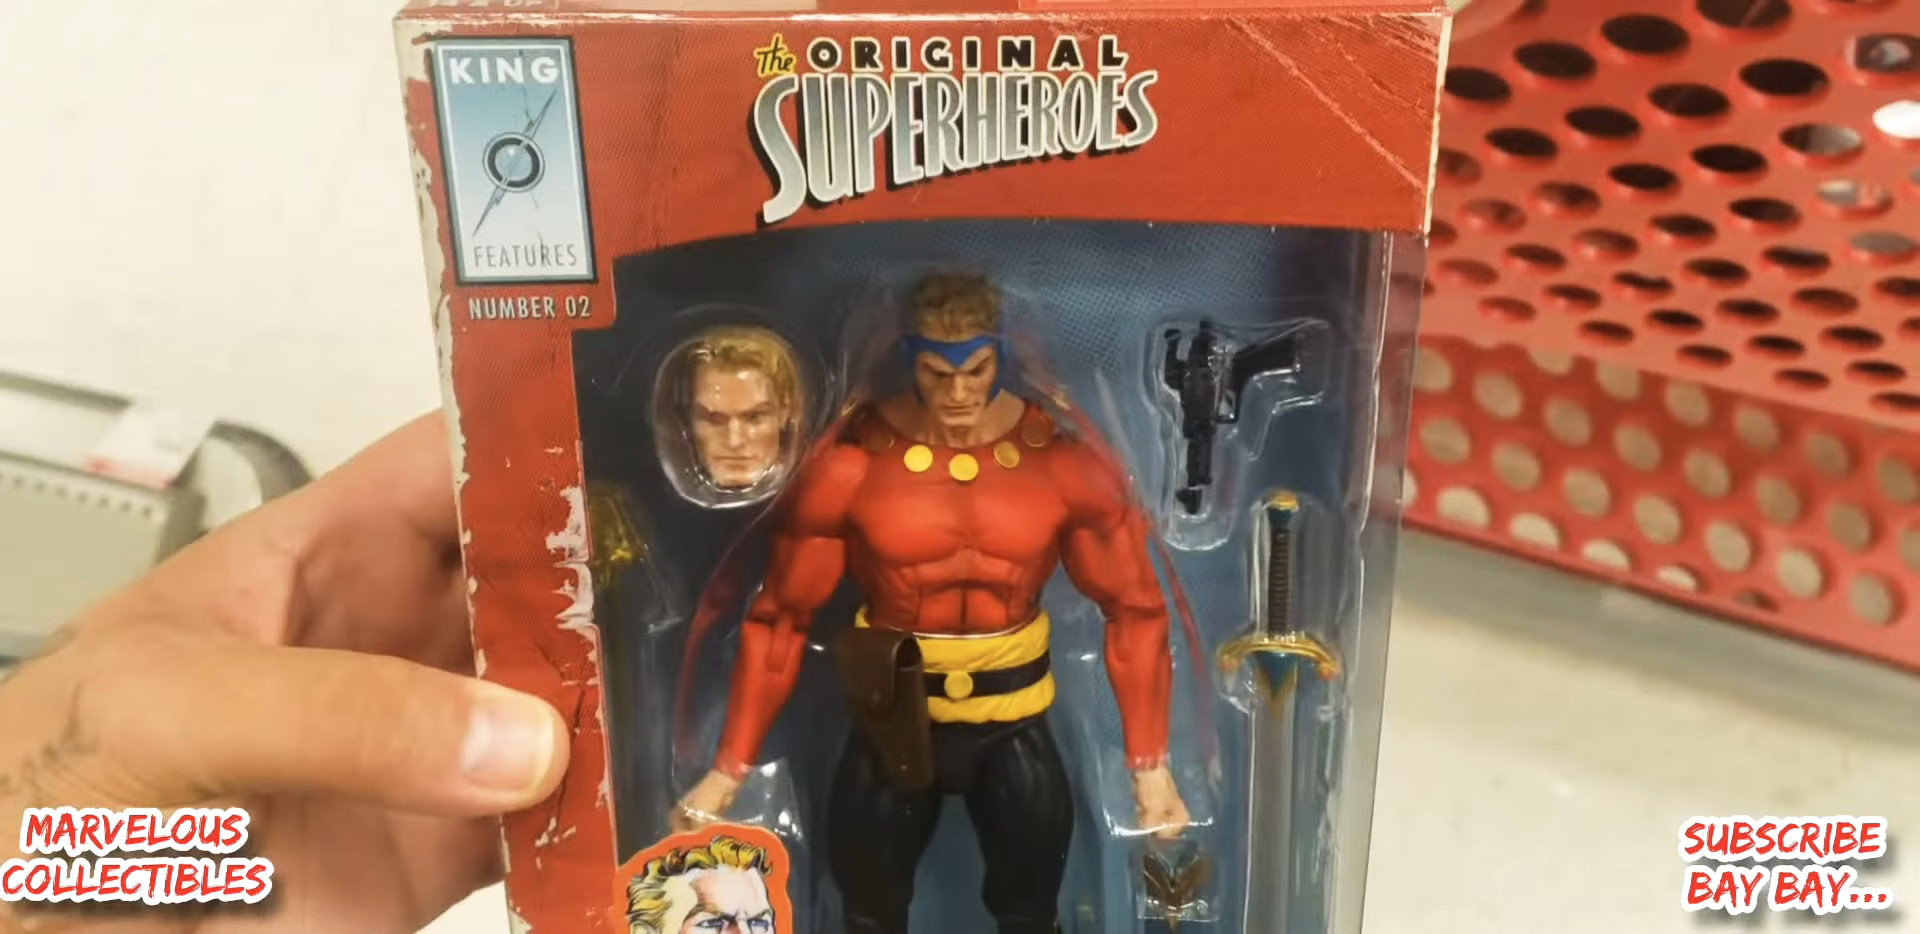 KING
FEATURES
NUMBER 02
The ORIGINAL
SUPERHEROES
MARVELOUS
COLLECTIBLES
SUBSCRIBE
BAY BAY...